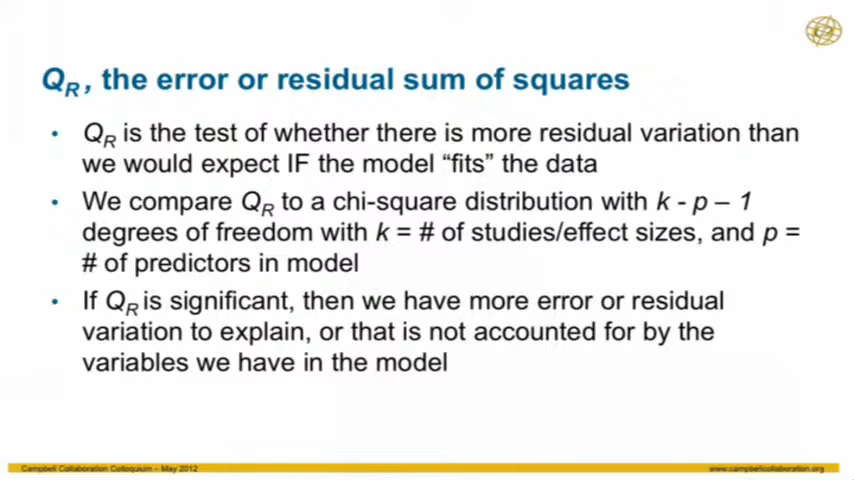 QR, the error or residual sum of squares
• QR is the test of whether there is more residual variation than
we would expect IF the model “fits” the data
• We compare QR to a chi-square distribution with k - p – 1
degrees of freedom with k = # of studies/effect sizes, and p =
# of predictors in model
• If QR is significant, then we have more error or residual
variation to explain, or that is not accounted for by the
variables we have in the model
Campbell Collaboration Colloquium – May 2012
www.campbellcollaboration.org